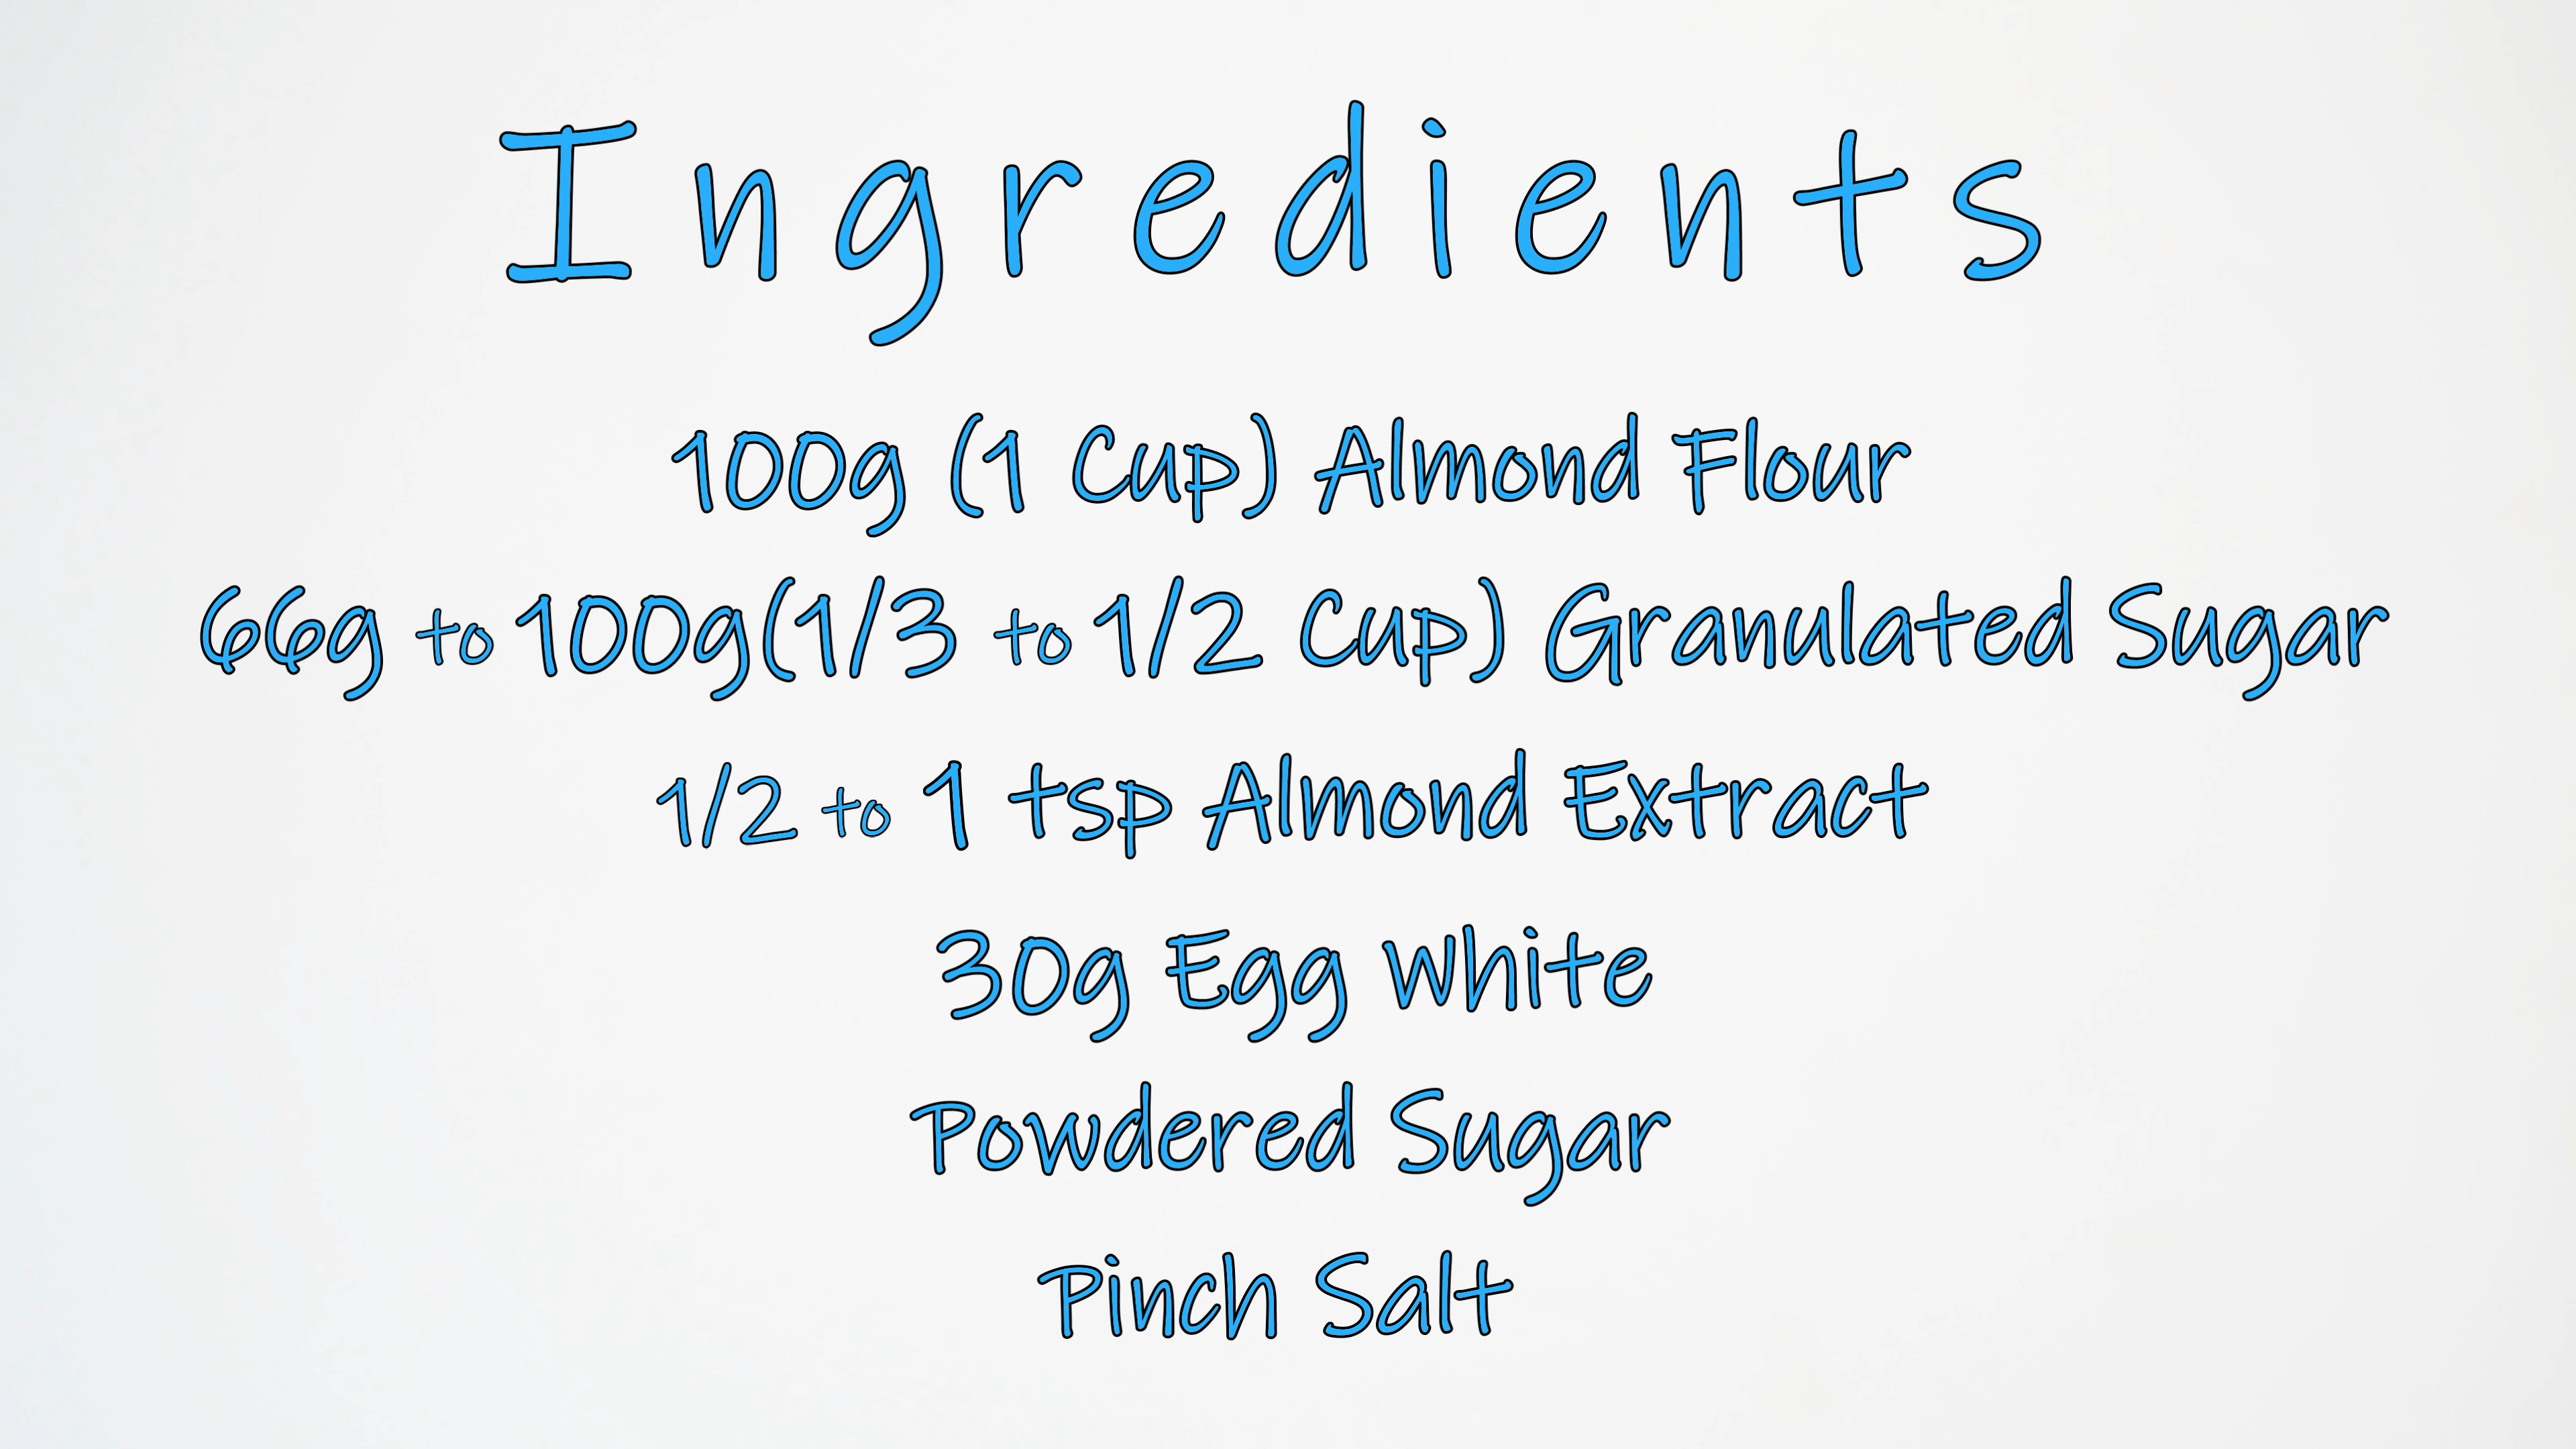 Ingredients
100g (1 Cup) Almond Flour
66g to 100g(1/3 to 1/2 Cup) Granulated Sugar
1/2 to 1 tsp Almond Extract
30g Egg White
Powdered Sugar
Pinch Salt